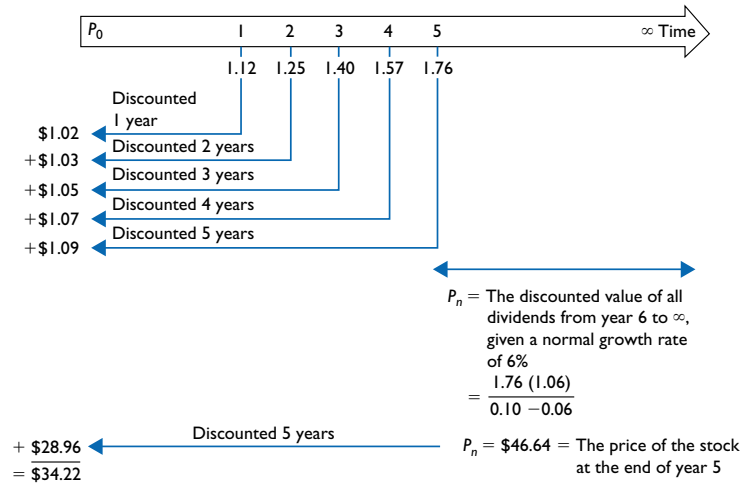 P0 1 2 3 4 5 ∞ Time
1.12 1.25 1.40 1.57 1.76
Discounted
1 year
$1.02
Discounted 2 years
+$1.03
Discounted 3 years
+$1.05
Discounted 4 years
+$1.07
Discounted 5 years
+$1.09
Pn = The discounted value of all
dividends from year 6 to ∞,
given a normal growth rate
of 6%
= 1.76 (1.06)
0.10 −0.06
Discounted 5 years
+ $28.96
= $34.22
Pn = $46.64 = The price of the stock
at the end of year 5